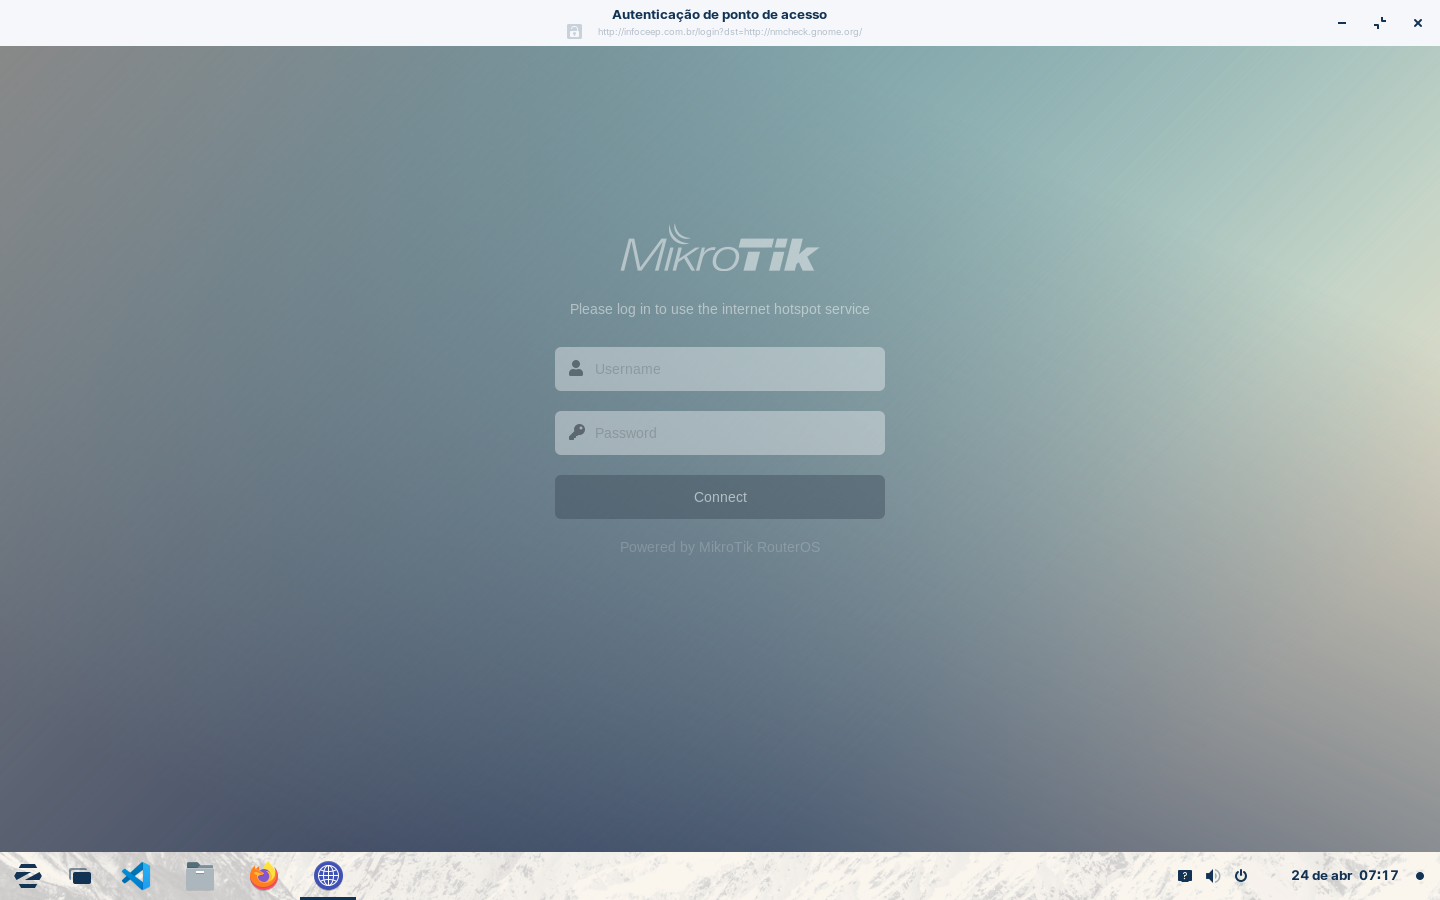 Autenticação de ponto de acesso
http://infoceep.com.br/login?dst=http://nmcheck.gnome.org/
MikroTik
Please log in to use the internet hotspot service
Username
Password
Connect
Powered by MikroTik RouterOS
24 de abr 07:17